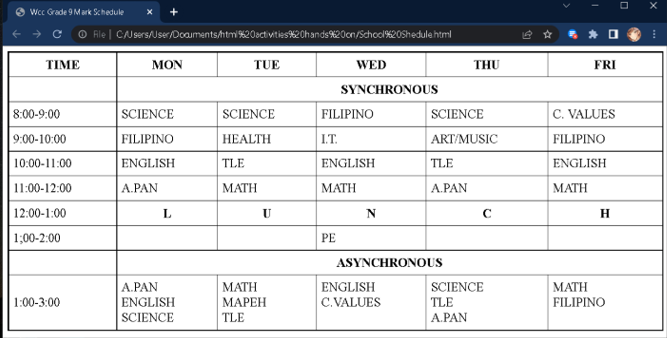 Wcc Grade 9 Mark Schedule
File | C:/Users/User/Documents/html%20activities%20hands%20on/School%20Shedule.html
TIME MON TUE WED THU FRI
SYNCHRONOUS
8:00-9:00 SCIENCE SCIENCE FILIPINO SCIENCE C. VALUES
9:00-10:00 FILIPINO HEALTH I.T. ART/MUSIC FILIPINO
10:00-11:00 ENGLISH TLE ENGLISH TLE ENGLISH
11:00-12:00 A.PAN MATH MATH A.PAN MATH
12:00-1:00 L U N C H
1;00-2:00 PE
ASYNCHRONOUS
A.PAN MATH ENGLISH SCIENCE MATH
1:00-3:00 ENGLISH MAPEH C.VALUES TLE FILIPINO
SCIENCE TLE A.PAN